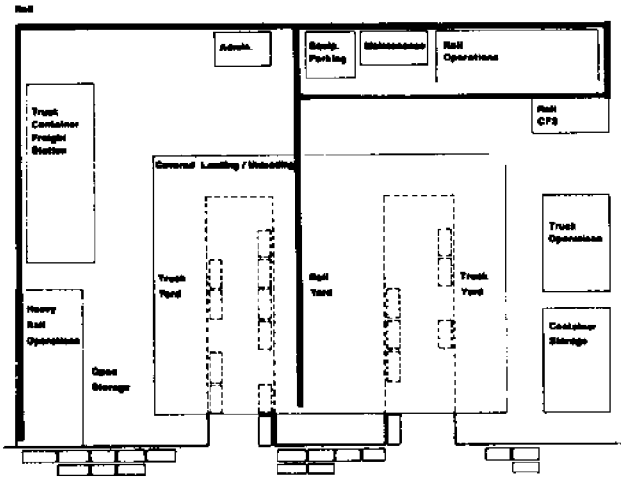 Rail
Admin.
Equip.
Parking
Maintenance
Rail
Operations
Truck
Container
Freight
Station
Rail
CFS
Covered Loading / Unloading
Truck
Yard
Rail
Yard
Truck
Yard
Truck
Operations
Heavy
Rail
Operations
Open
Storage
Container
Storage